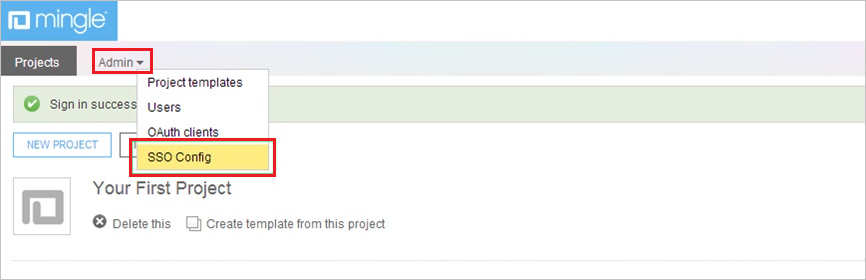 mingle®
Projects
Admin
Project templates
Sign in success
Users
OAuth clients
NEW PROJECT
SSO Config
Your First Project
Delete this
Create template from this project